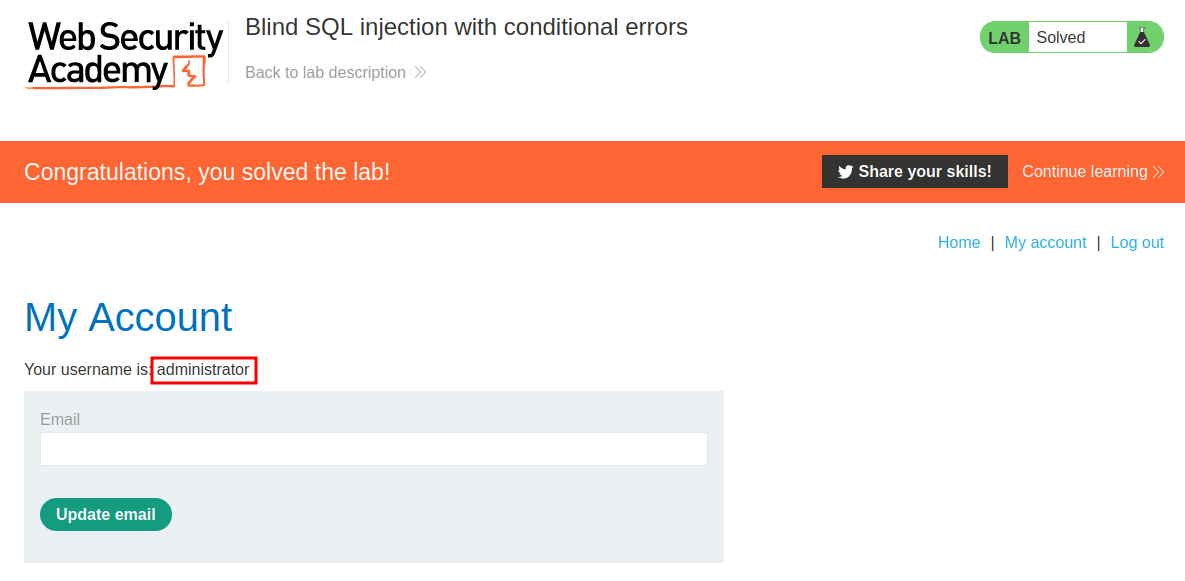 Web Security
Academy
Blind SQL injection with conditional errors
Back to lab description
LAB Solved
Congratulations, you solved the lab!
Share your skills!
Continue learning
Home | My account | Log out
My Account
Your username is: administrator
Email
Update email